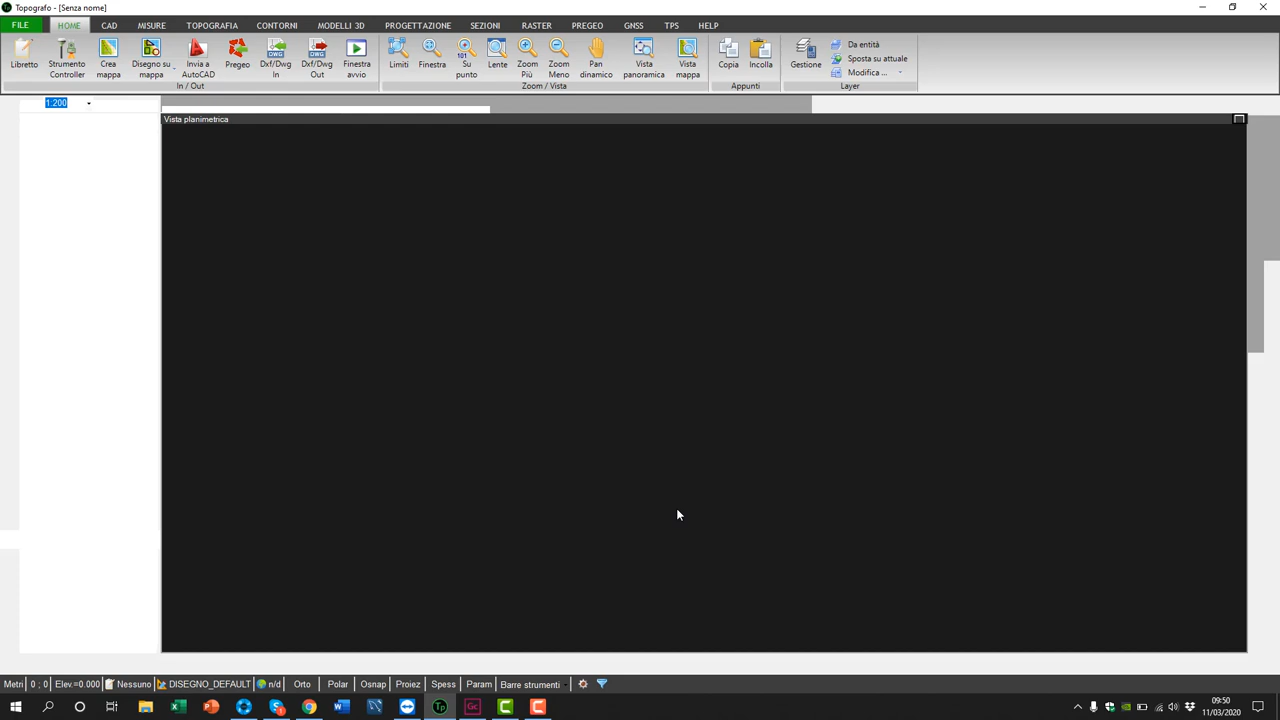 Topografo - [Senza nome]
FILE HOME CAD MISURE TOPOGRAFIA CONTORNI MODELLI 3D PROGETTAZIONE SEZIONI RASTER PREGEO GNSS TPS HELP
Libretto
Strumento Controller
Crea mappa
Disegno su mappa
Invia a AutoCAD
Pregeo
Dxf/Dwg In
Dxf/Dwg Out
Finestra avvio
Limiti
Finestra
Su punto
Lente
Zoom Più
Zoom Meno
Pan dinamico
Vista panoramica
Vista mappa
Copia
Incolla
Gestione
Da entità
Sposta su attuale
Modifica ...
In / Out
Zoom / Vista
Appunti
Layer
1:200
Vista planimetrica
Metri 0 ; 0 Elev.=0.000 Nessuno DISEGNO_DEFAULT n/d Orto Polar Osnap Proiez Spess Param Barre strumenti
09:50
11/03/2020